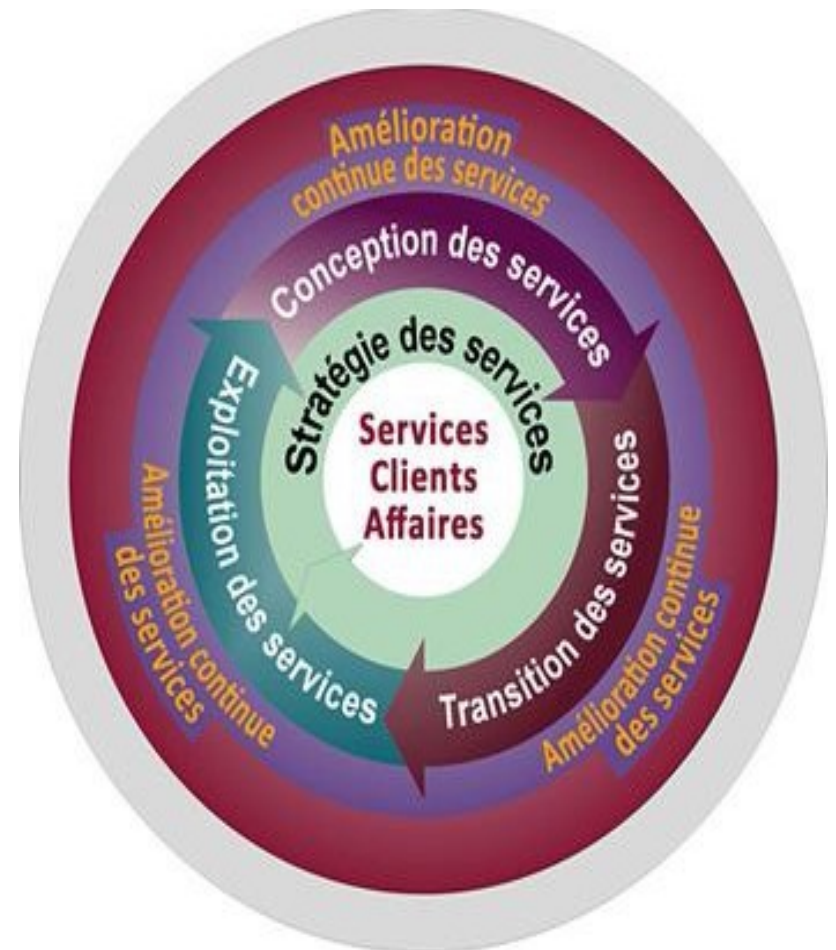 Amélioration
continue des services
Conception des services
Stratégie des services
Services
Clients
Affaires
Exploitation des services
Transition des services
Amélioration continue
des services
Amélioration continue
des services